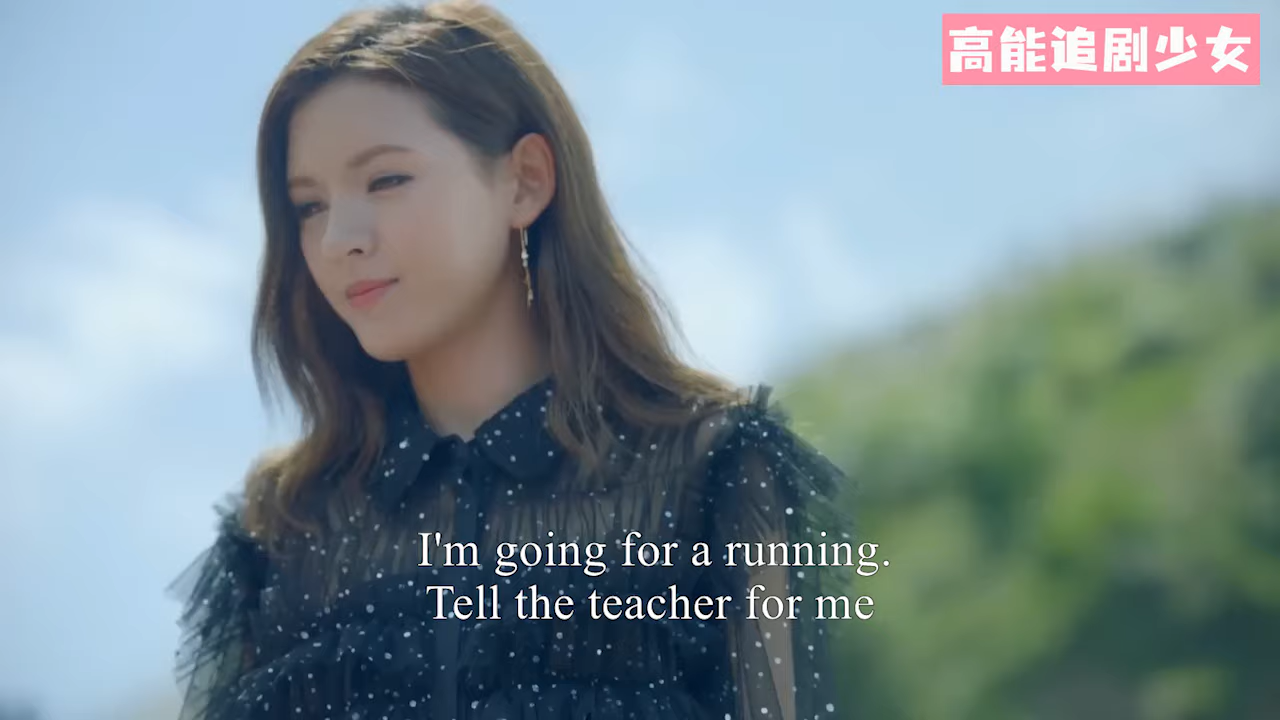 高能追剧少女
I'm going for a running.
Tell the teacher for me